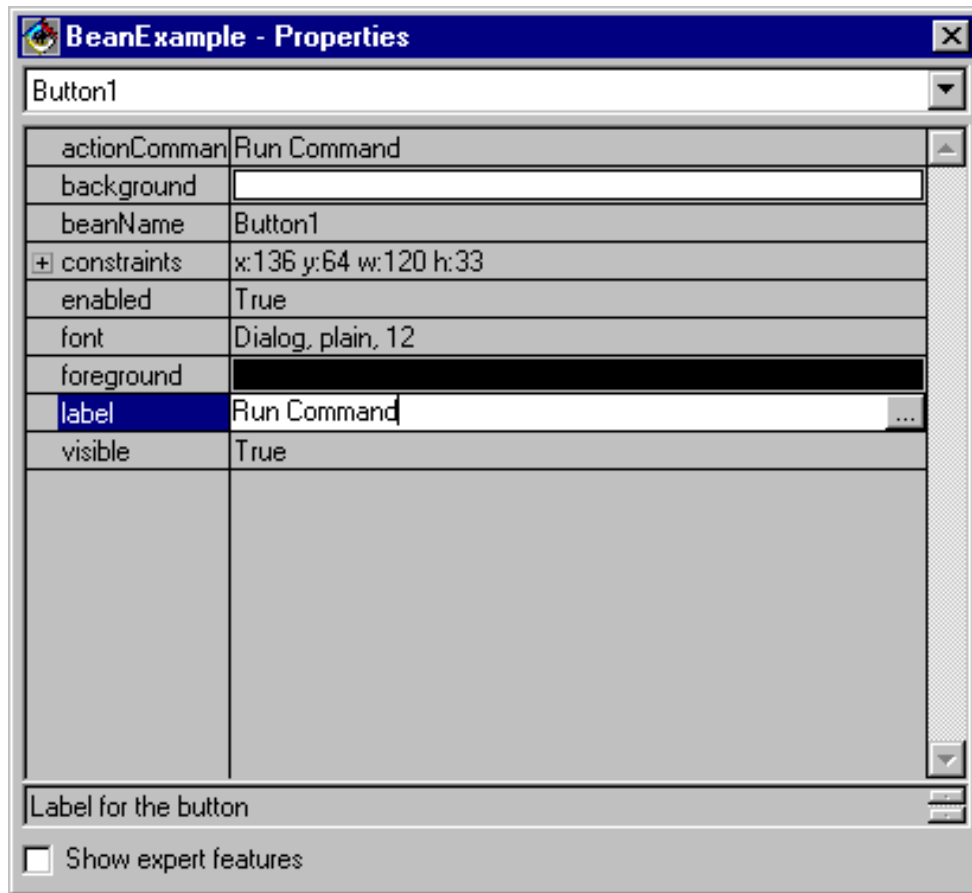 BeanExample - Properties
Button1
actionComman Run Command
background
beanName Button1
constraints x:136 y:64 w:120 h:33
enabled True
font Dialog, plain, 12
foreground
label Run Command ...
visible True
Label for the button
Show expert features